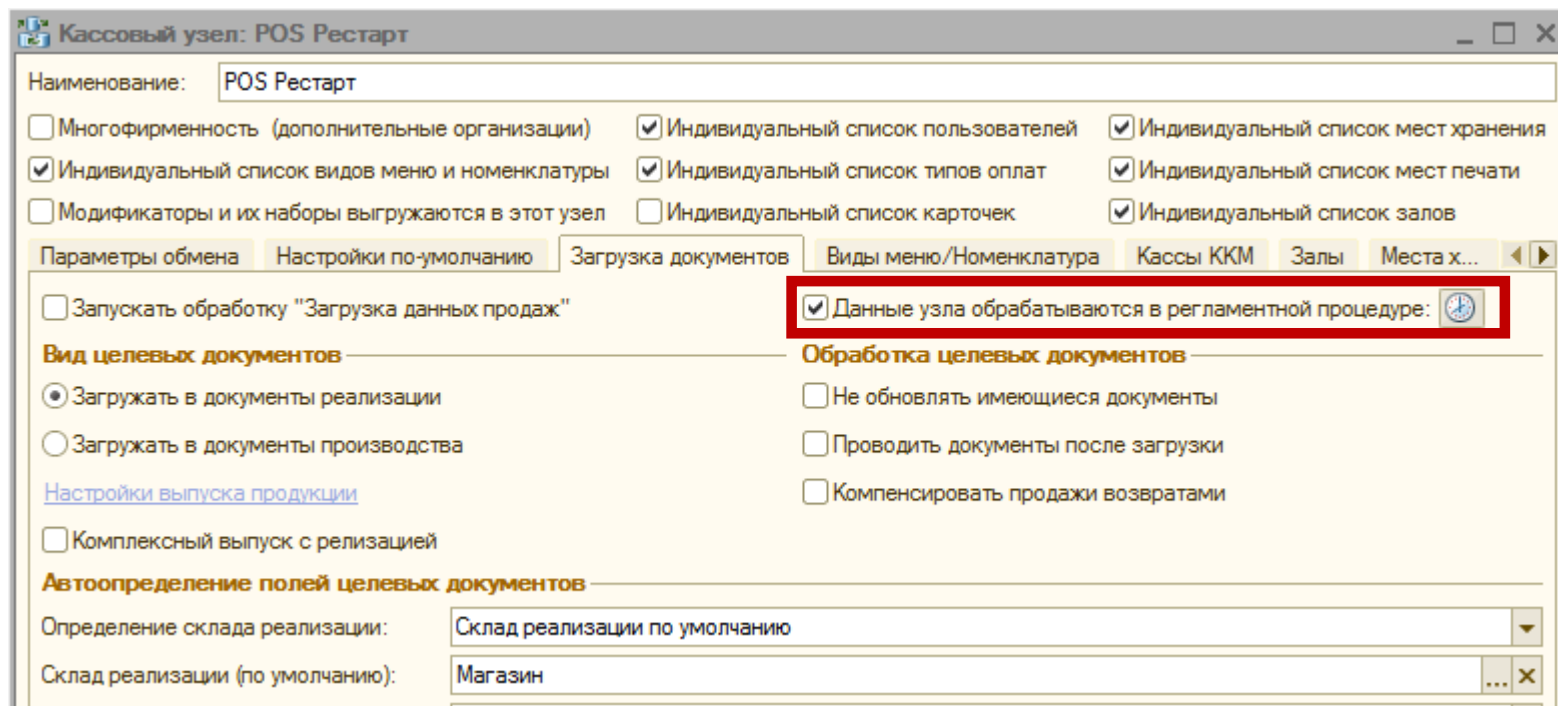 Кассовый узел: POS Рестарт
Наименование: POS Рестарт
Многофирменность (дополнительные организации) Индивидуальный список пользователей Индивидуальный список мест хранения
Индивидуальный список видов меню и номенклатуры Индивидуальный список типов оплат Индивидуальный список мест печати
Модификаторы и их наборы выгружаются в этот узел Индивидуальный список карточек Индивидуальный список залов
Параметры обмена Настройки по-умолчанию Загрузка документов Виды меню/Номенклатура Кассы ККМ Залы Места х...
Запускать обработку "Загрузка данных продаж" Данные узла обрабатываются в регламентной процедуре:
Вид целевых документов Обработка целевых документов
Загружать в документы реализации Не обновлять имеющиеся документы
Загружать в документы производства Проводить документы после загрузки
Настройки выпуска продукции Компенсировать продажи возвратами
Комплексный выпуск с релизацией
Автоопределение полей целевых документов
Определение склада реализации: Склад реализации по умолчанию
Склад реализации (по умолчанию): Магазин ...